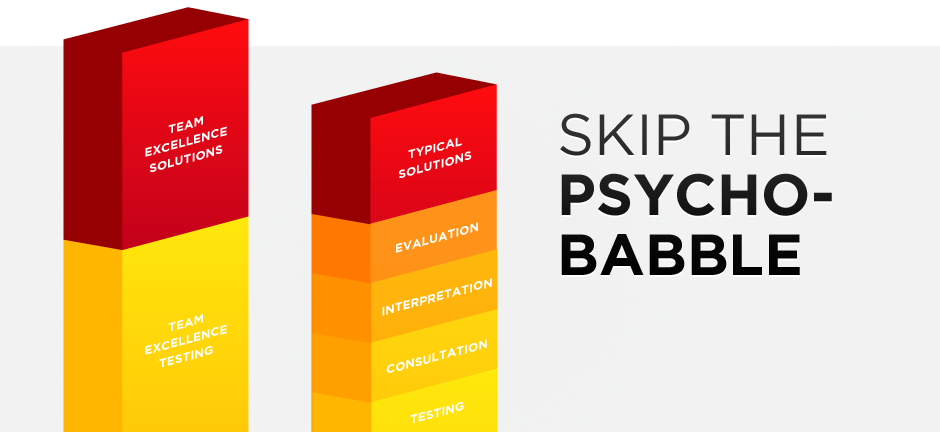 TEAM
EXCELLENCE
SOLUTIONS
TEAM
EXCELLENCE
TESTING
TYPICAL
SOLUTIONS
EVALUATION
INTERPRETATION
CONSULTATION
TESTING
SKIP THE
PSYCHO-
BABBLE